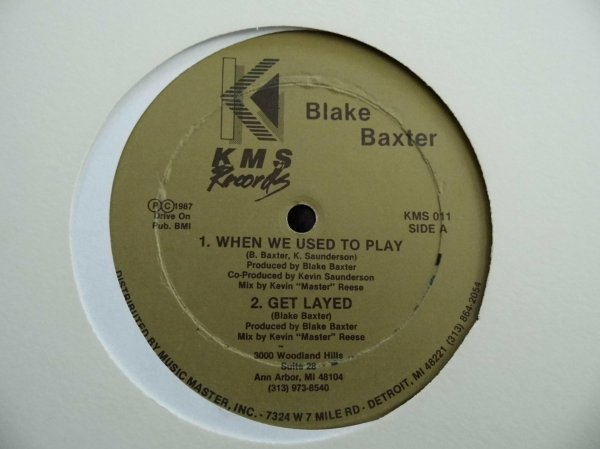 K
KMS
Records
Blake
Baxter
℗©1987
Drive On
Pub. BMI
KMS 011
SIDE A
1. WHEN WE USED TO PLAY
(B. Baxter, K. Saunderson)
Produced by Blake Baxter
Co-Produced by Kevin Saunderson
Mix by Kevin "Master" Reese
2. GET LAYED
(Blake Baxter)
Produced by Blake Baxter
Mix by Kevin "Master" Reese
3000 Woodland Hills
Suite 28
Ann Arbor, MI 48104
(313) 973-8540
DISTRIBUTED BY MUSIC MASTER, INC. - 7324 W 7 MILE RD - DETROIT, MI 48221 (313) 864-2054